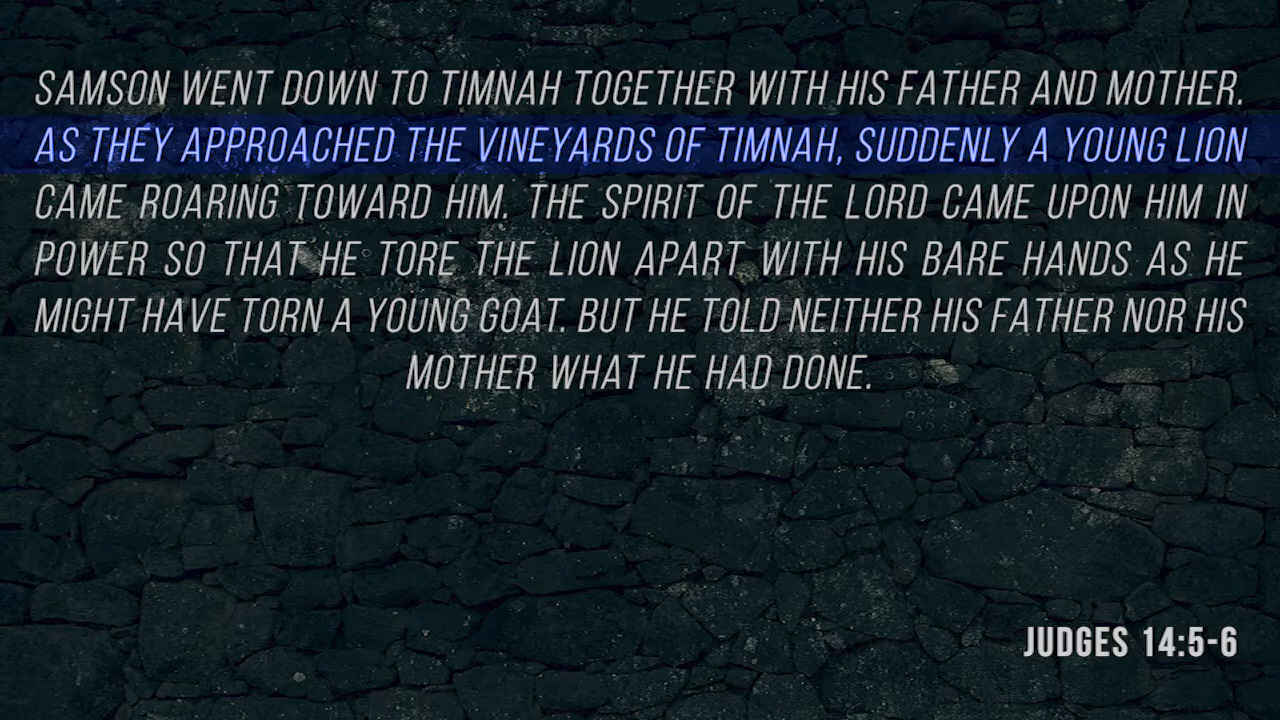 SAMSON WENT DOWN TO TIMNAH TOGETHER WITH HIS FATHER AND MOTHER.
AS THEY APPROACHED THE VINEYARDS OF TIMNAH, SUDDENLY A YOUNG LION
CAME ROARING TOWARD HIM. THE SPIRIT OF THE LORD CAME UPON HIM IN
POWER SO THAT HE TORE THE LION APART WITH HIS BARE HANDS AS HE
MIGHT HAVE TORN A YOUNG GOAT. BUT HE TOLD NEITHER HIS FATHER NOR HIS
MOTHER WHAT HE HAD DONE.
JUDGES 14:5-6